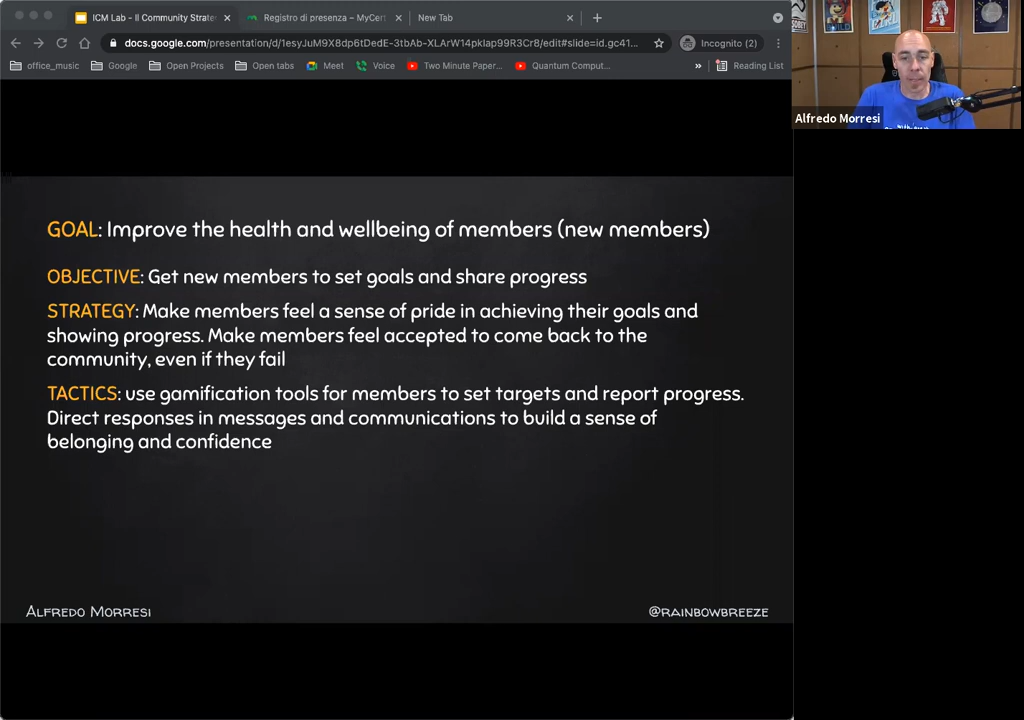 ICM Lab - Il Community Strate
Registro di presenza – MyCert
New Tab
docs.google.com/presentation/d/1esyJuM9X8dp6tDedE-3tbAb-XLArW14pklap99R3Cr8/edit#slide=id.gc41...
Incognito (2)
office_music
Google
Open Projects
Open tabs
Meet
Voice
Two Minute Paper...
Quantum Comput...
»
Reading List
Alfredo Morresi
GOAL: Improve the health and wellbeing of members (new members)
OBJECTIVE: Get new members to set goals and share progress
STRATEGY: Make members feel a sense of pride in achieving their goals and
showing progress. Make members feel accepted to come back to the
community, even if they fail
TACTICS: use gamification tools for members to set targets and report progress.
Direct responses in messages and communications to build a sense of
belonging and confidence
Alfredo Morresi
@rainbowbreeze